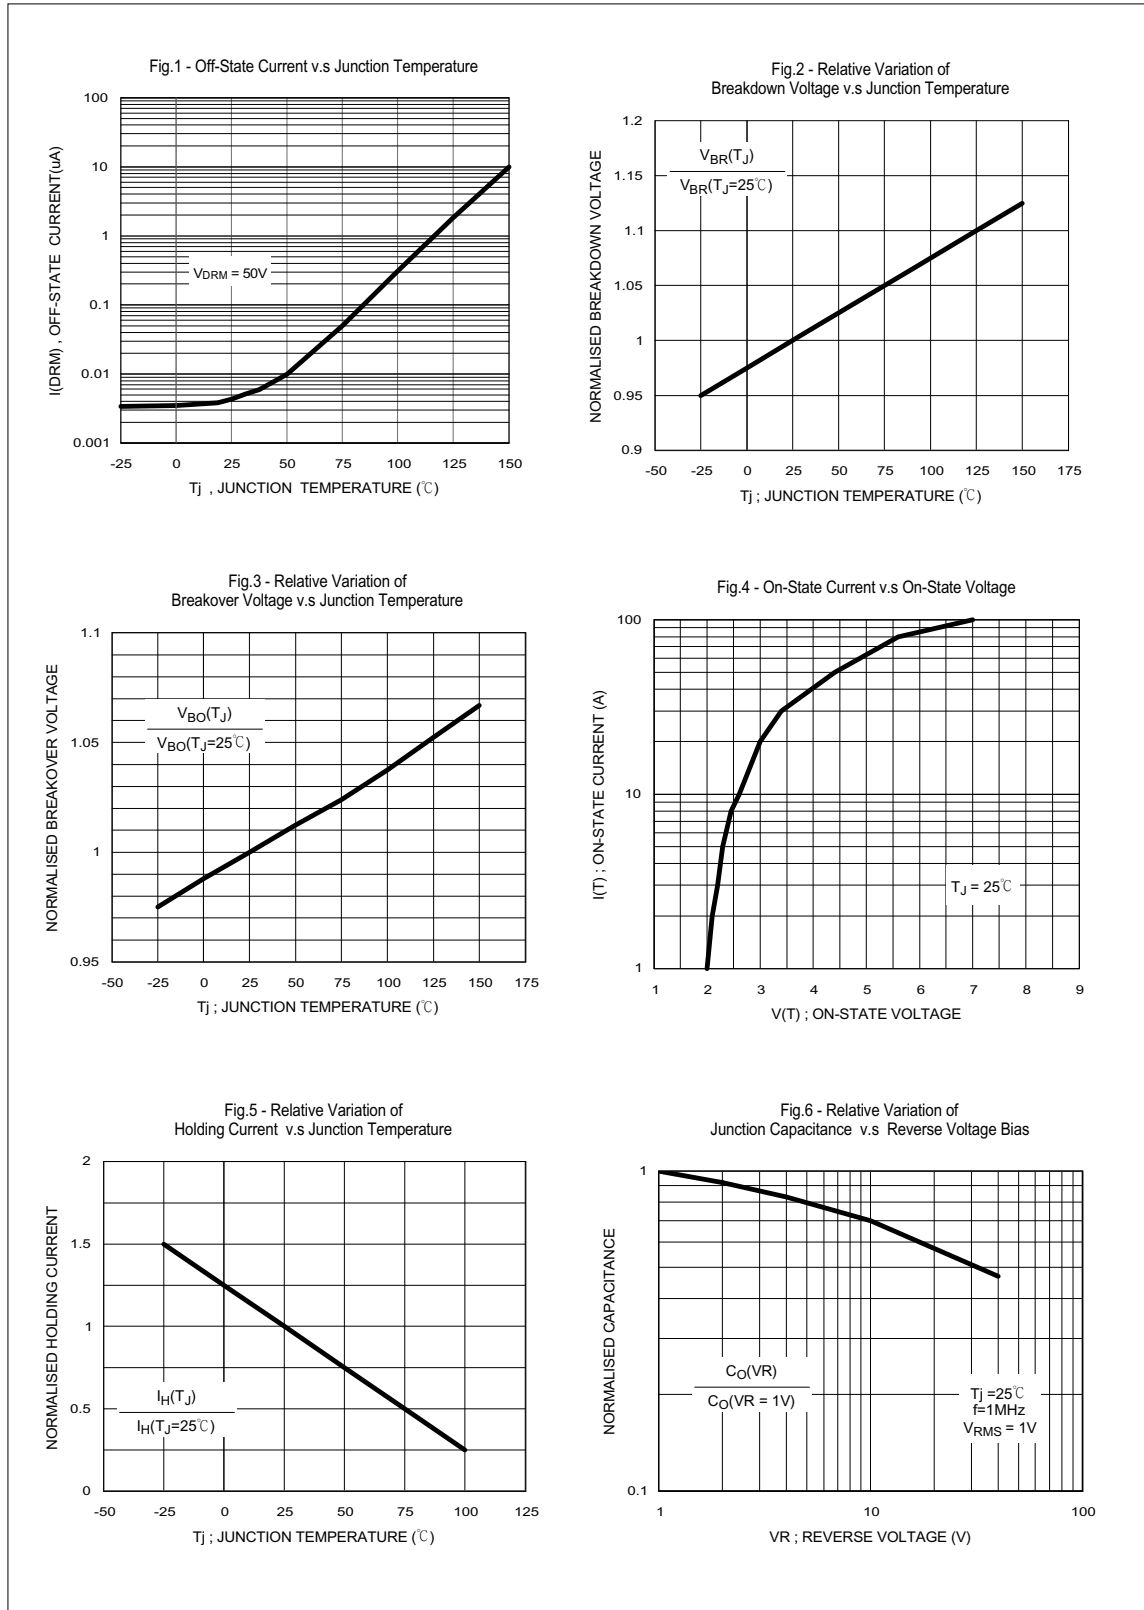 Fig.1 - Off-State Current v.s Junction Temperature
I(DRM) , OFF-STATE CURRENT(uA)
100
10
1
0.1
0.01
0.001
VDRM = 50V
-25 0 25 50 75 100 125 150
Tj , JUNCTION TEMPERATURE (℃)
Fig.2 - Relative Variation of
Breakdown Voltage v.s Junction Temperature
NORMALISED BREAKDOWN VOLTAGE
1.2
1.15
1.1
1.05
1
0.95
0.9
VBR(TJ)
VBR(TJ=25℃)
-50 -25 0 25 50 75 100 125 150 175
Tj ; JUNCTION TEMPERATURE (℃)
Fig.3 - Relative Variation of
Breakover Voltage v.s Junction Temperature
NORMALISED BREAKOVER VOLTAGE
1.1
1.05
1
0.95
VBO(TJ)
VBO(TJ=25℃)
-50 -25 0 25 50 75 100 125 150 175
Tj ; JUNCTION TEMPERATURE (℃)
Fig.4 - On-State Current v.s On-State Voltage
I(T) ; ON-STATE CURRENT (A)
100
10
1
TJ = 25℃
1 2 3 4 5 6 7 8 9
V(T) ; ON-STATE VOLTAGE
Fig.5 - Relative Variation of
Holding Current v.s Junction Temperature
NORMALISED HOLDING CURRENT
2
1.5
1
0.5
0
IH(TJ)
IH(TJ=25℃)
-50 -25 0 25 50 75 100 125
Tj ; JUNCTION TEMPERATURE (℃)
Fig.6 - Relative Variation of
Junction Capacitance v.s Reverse Voltage Bias
NORMALISED CAPACITANCE
1
0.1
CO(VR)
CO(VR = 1V)
Tj =25℃
f=1MHz
VRMS = 1V
1 10 100
VR ; REVERSE VOLTAGE (V)